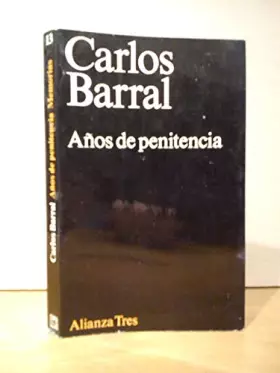 Carlos
Barral
Años de penitencia
Alianza Tres
Carlos Barral Años de penitencia Memorias
13